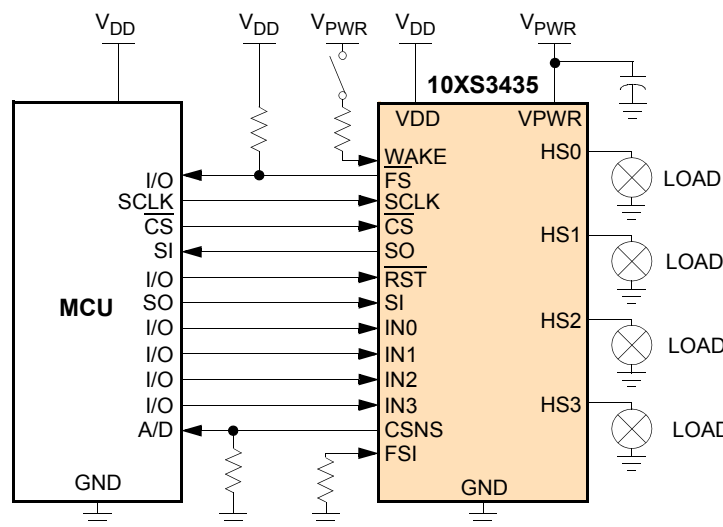 VDD VDD VPWR VDD VPWR
10XS3435
VDD VPWR
WAKE HS0 LOAD
I/O FS
SCLK SCLK
CS CS HS1 LOAD
SI SO
I/O RST
MCU
SO SI
I/O IN0 HS2 LOAD
I/O IN1
I/O IN2
I/O IN3 HS3 LOAD
A/D CSNS
FSI
GND GND